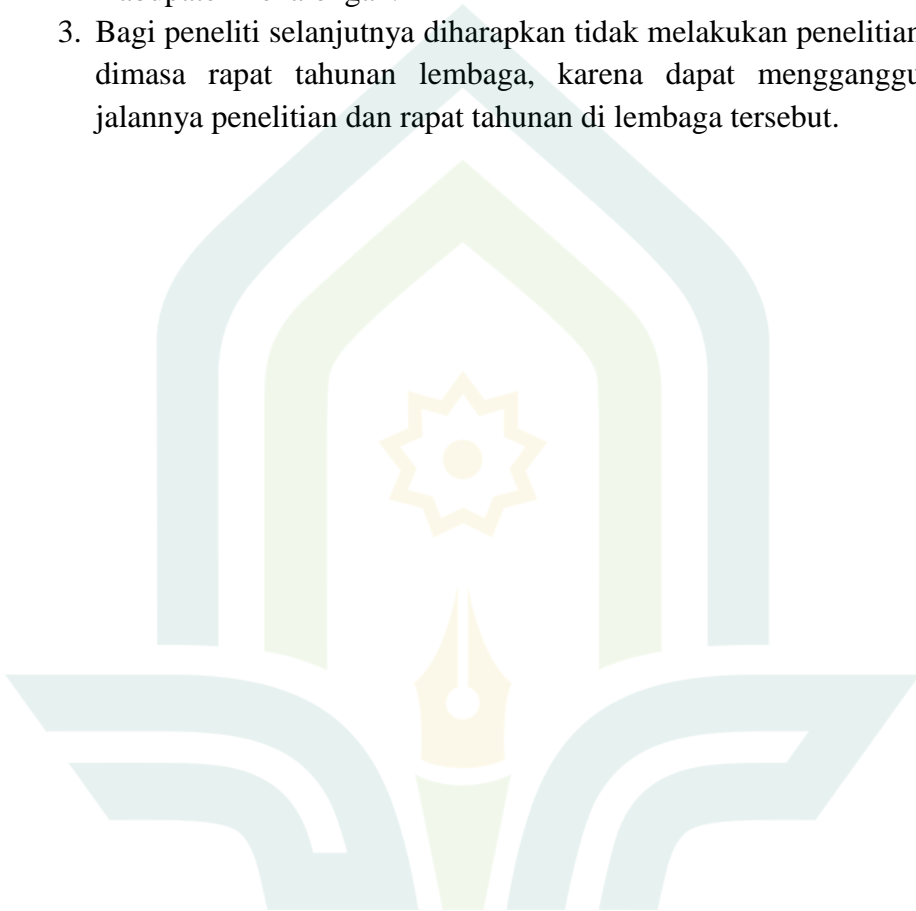 3. Bagi peneliti selanjutnya diharapkan tidak melakukan penelitian
dimasa rapat tahunan lembaga, karena dapat mengganggu
jalannya penelitian dan rapat tahunan di lembaga tersebut.